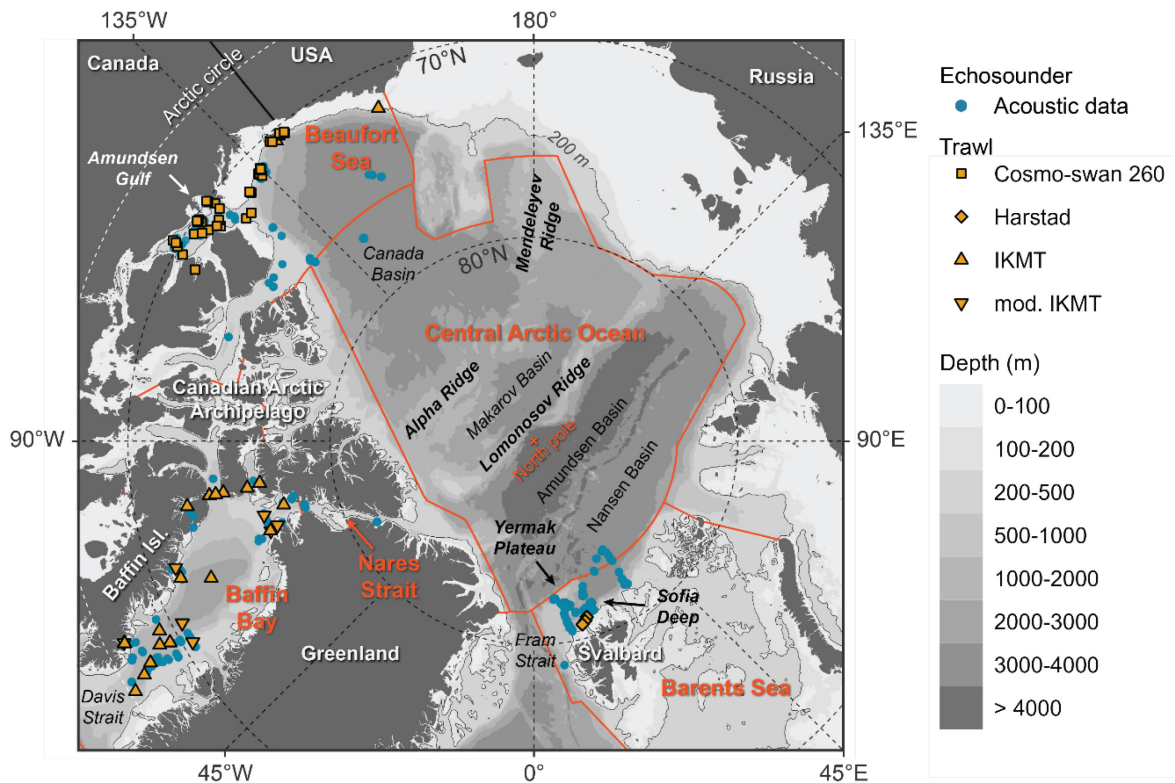 135°W
180°
Canada
USA
70°N
Russia
Arctic circle
135°E
Beaufort
Sea
200 m
Amundsen
Gulf
Mendeleyev
Ridge
Canada
Basin
80°N
Central Arctic Ocean
Alpha Ridge
Makarov Basin
Lomonosov Ridge
Canadian Arctic
Archipelago
90°W
North pole
Amundsen Basin
Nansen Basin
90°E
Yermak
Plateau
Baffin Isl.
Nares
Strait
Baffin
Bay
Sofia
Deep
Fram
Strait
Svalbard
Greenland
Barents Sea
Davis
Strait
45°W
0°
45°E
Echosounder
Acoustic data
Trawl
Cosmo-swan 260
Harstad
IKMT
mod. IKMT
Depth (m)
0-100
100-200
200-500
500-1000
1000-2000
2000-3000
3000-4000
> 4000